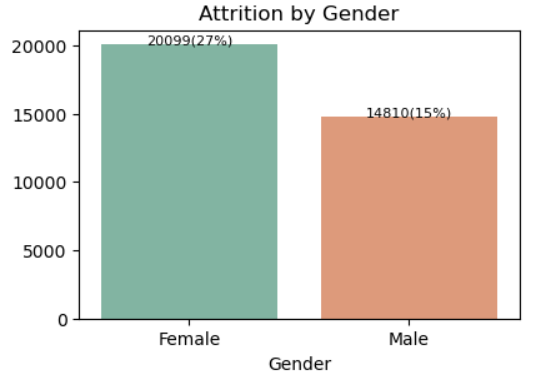 Attrition by Gender
20000
15000
10000
5000
0
20099(27%)
14810(15%)
Female
Male
Gender